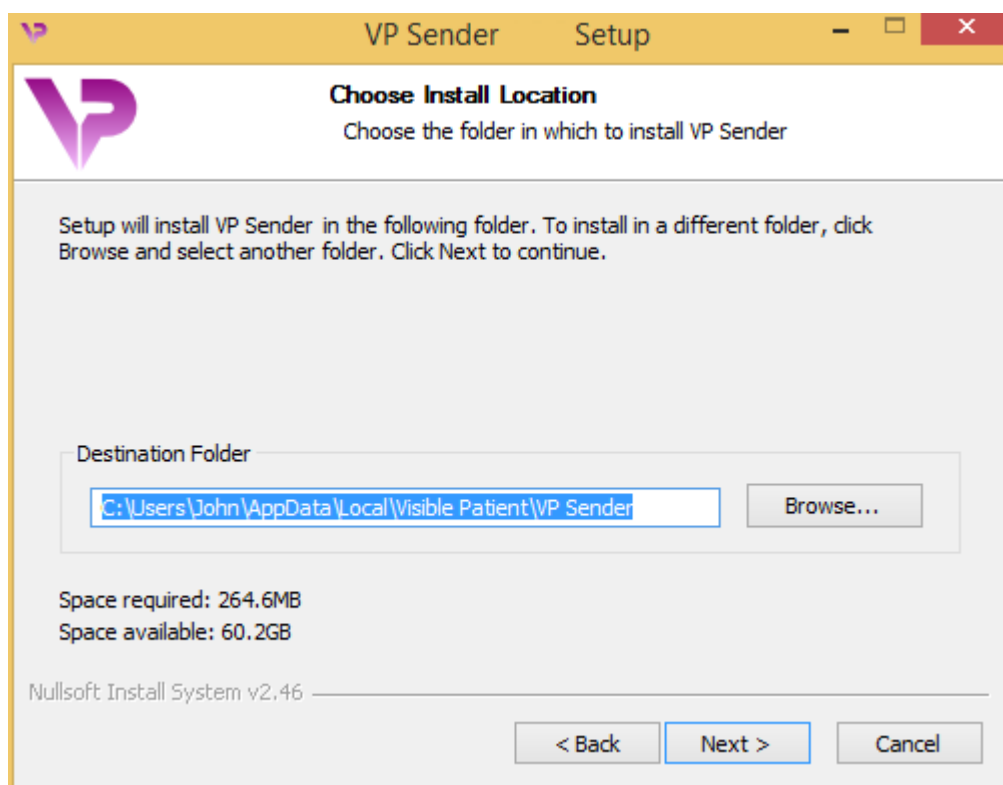 VP Sender Setup
VP
Choose Install Location
Choose the folder in which to install VP Sender
Setup will install VP Sender in the following folder. To install in a different folder, click
Browse and select another folder. Click Next to continue.
Destination Folder
C:\Users\John\AppData\Local\Visible Patient\VP Sender
Browse...
Space required: 264.6MB
Space available: 60.2GB
Nullsoft Install System v2.46
< Back Next > Cancel